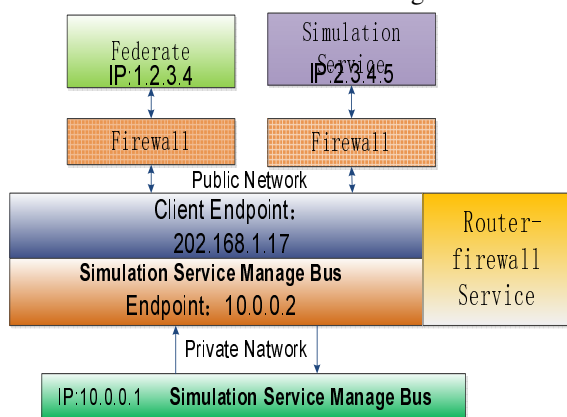 Federate
IP:1.2.3.4
Simulation
Service
IP:2.3.4.5
Firewall
Firewall
Public Network
Client Endpoint:
202.168.1.17
Simulation Service Manage Bus
Endpoint: 10.0.0.2
Router-
firewall
Service
Private Natwork
IP:10.0.0.1 Simulation Service Manage Bus